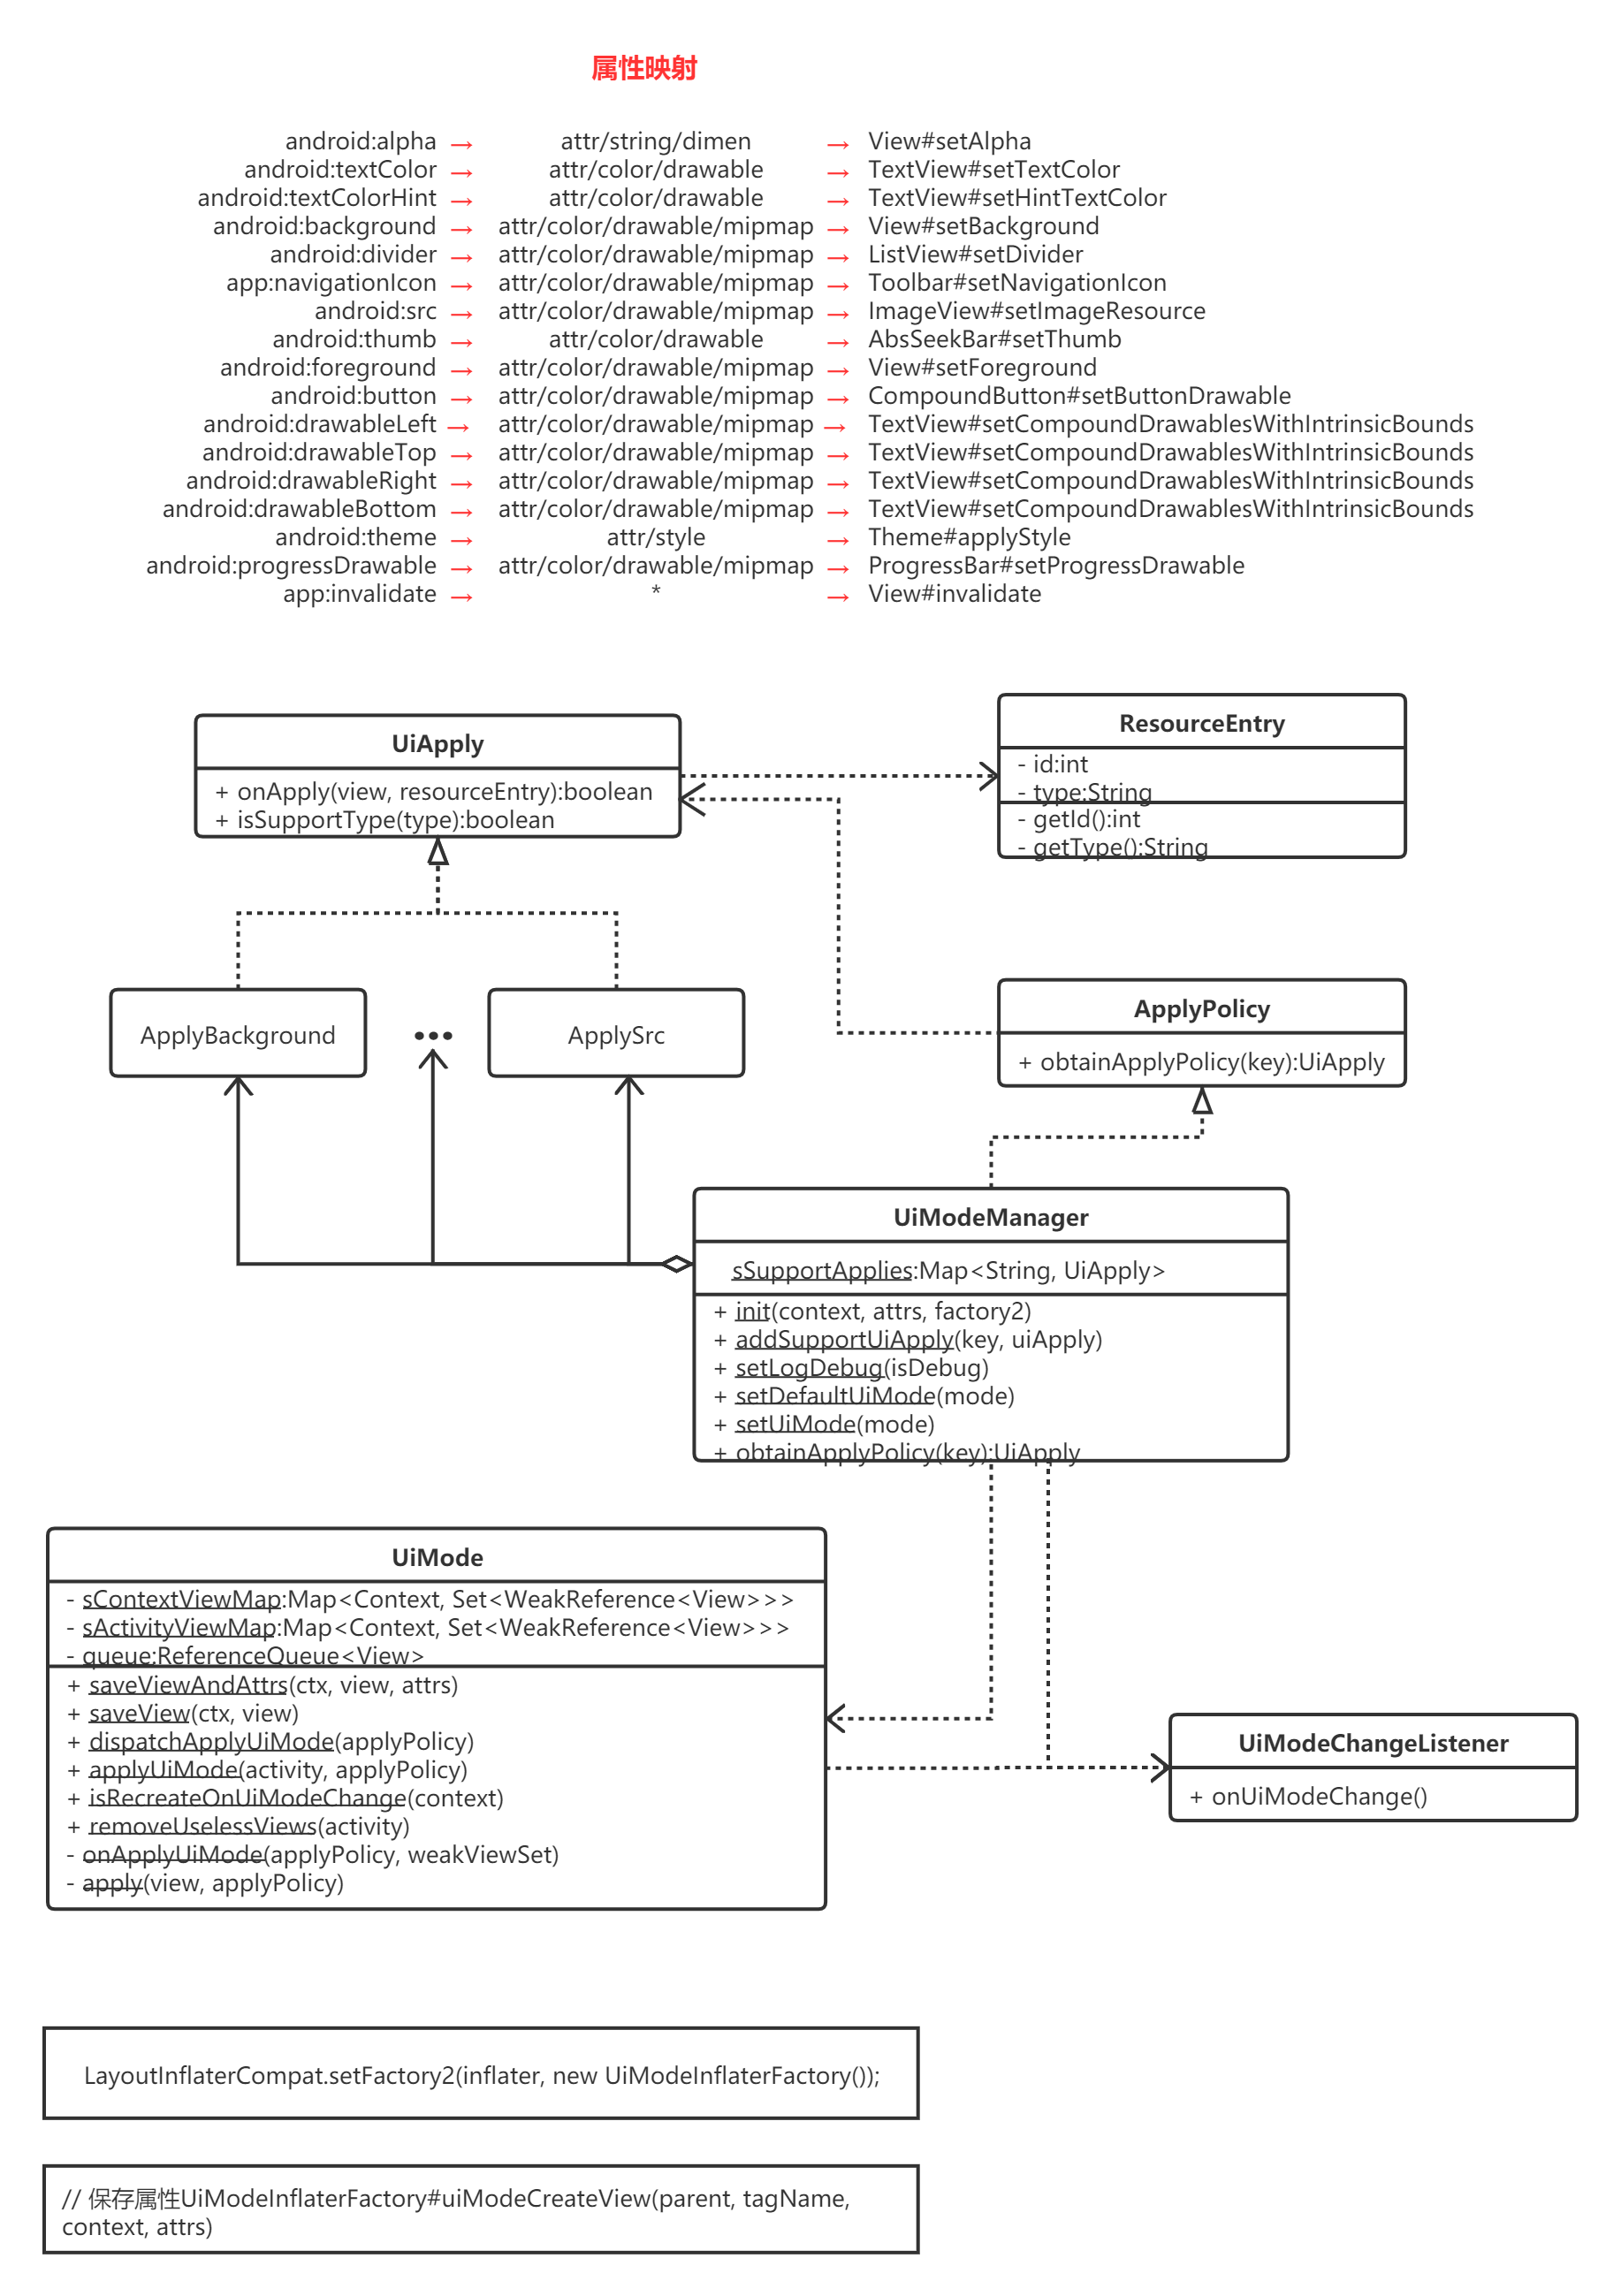 属性映射
android:alpha → attr/string/dimen → View#setAlpha
android:textColor → attr/color/drawable → TextView#setTextColor
android:textColorHint → attr/color/drawable → TextView#setHintTextColor
android:background → attr/color/drawable/mipmap → View#setBackground
android:divider → attr/color/drawable/mipmap → ListView#setDivider
app:navigationIcon → attr/color/drawable/mipmap → Toolbar#setNavigationIcon
android:src → attr/color/drawable/mipmap → ImageView#setImageResource
android:thumb → attr/color/drawable → AbsSeekBar#setThumb
android:foreground → attr/color/drawable/mipmap → View#setForeground
android:button → attr/color/drawable/mipmap → CompoundButton#setButtonDrawable
android:drawableLeft → attr/color/drawable/mipmap → TextView#setCompoundDrawablesWithIntrinsicBounds
android:drawableTop → attr/color/drawable/mipmap → TextView#setCompoundDrawablesWithIntrinsicBounds
android:drawableRight → attr/color/drawable/mipmap → TextView#setCompoundDrawablesWithIntrinsicBounds
android:drawableBottom → attr/color/drawable/mipmap → TextView#setCompoundDrawablesWithIntrinsicBounds
android:theme → attr/style → Theme#applyStyle
android:progressDrawable → attr/color/drawable/mipmap → ProgressBar#setProgressDrawable
app:invalidate → * → View#invalidate
UiApply
+ onApply(view, resourceEntry):boolean
+ isSupportType(type):boolean
ResourceEntry
- id:int
- type:String
- getId():int
- getType():String
ApplyBackground
•••
ApplySrc
ApplyPolicy
+ obtainApplyPolicy(key):UiApply
UiModeManager
sSupportApplies:Map<String, UiApply>
+ init(context, attrs, factory2)
+ addSupportUiApply(key, uiApply)
+ setLogDebug(isDebug)
+ setDefaultUiMode(mode)
+ setUiMode(mode)
+ obtainApplyPolicy(key):UiApply
UiMode
- sContextViewMap:Map<Context, Set<WeakReference<View>>>
- sActivityViewMap:Map<Context, Set<WeakReference<View>>>
- queue:ReferenceQueue<View>
+ saveViewAndAttrs(ctx, view, attrs)
+ saveView(ctx, view)
+ dispatchApplyUiMode(applyPolicy)
+ applyUiMode(activity, applyPolicy)
+ isRecreateOnUiModeChange(context)
+ removeUselessViews(activity)
- onApplyUiMode(applyPolicy, weakViewSet)
- apply(view, applyPolicy)
UiModeChangeListener
+ onUiModeChange()
LayoutInflaterCompat.setFactory2(inflater, new UiModeInflaterFactory());
// 保存属性UiModeInflaterFactory#uiModeCreateView(parent, tagName,
context, attrs)